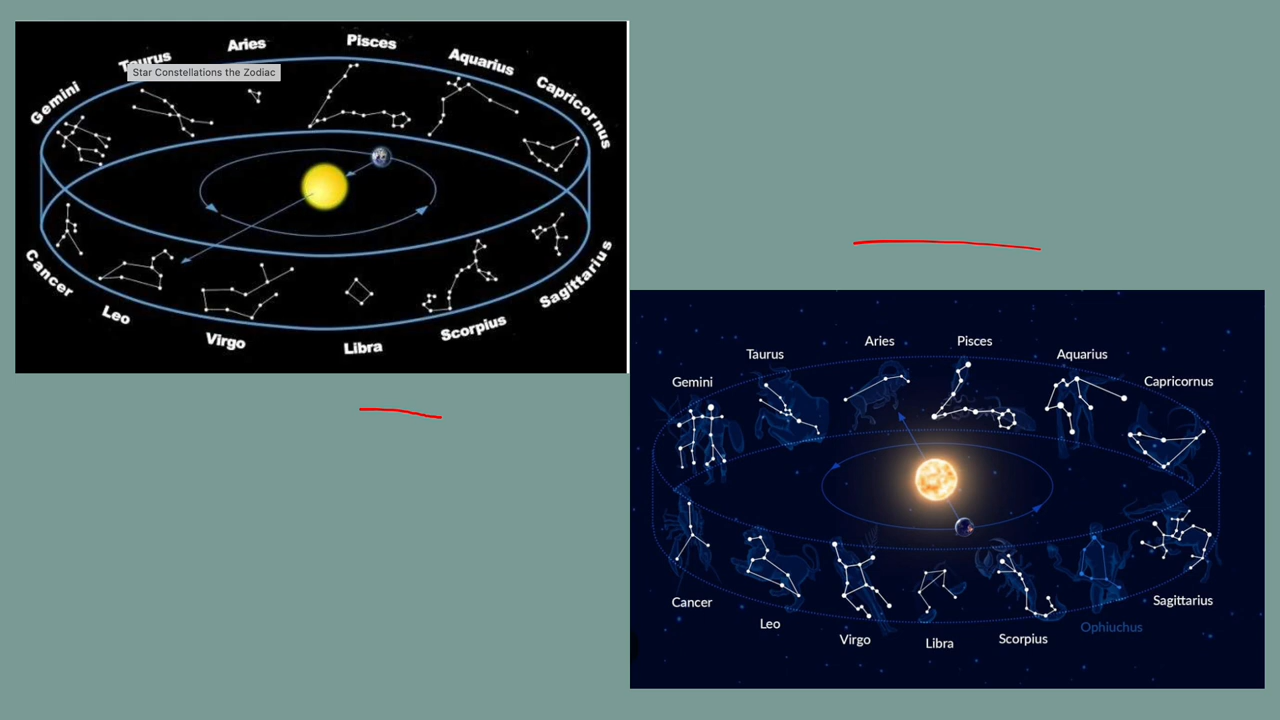 Aries
Pisces
Taurus
Aquarius
Star Constellations the Zodiac
Gemini
Capricornus
Cancer
Leo
Virgo
Libra
Scorpius
Sagittarius
Aries
Pisces
Taurus
Aquarius
Gemini
Capricornus
Cancer
Leo
Virgo
Libra
Scorpius
Ophiuchus
Sagittarius